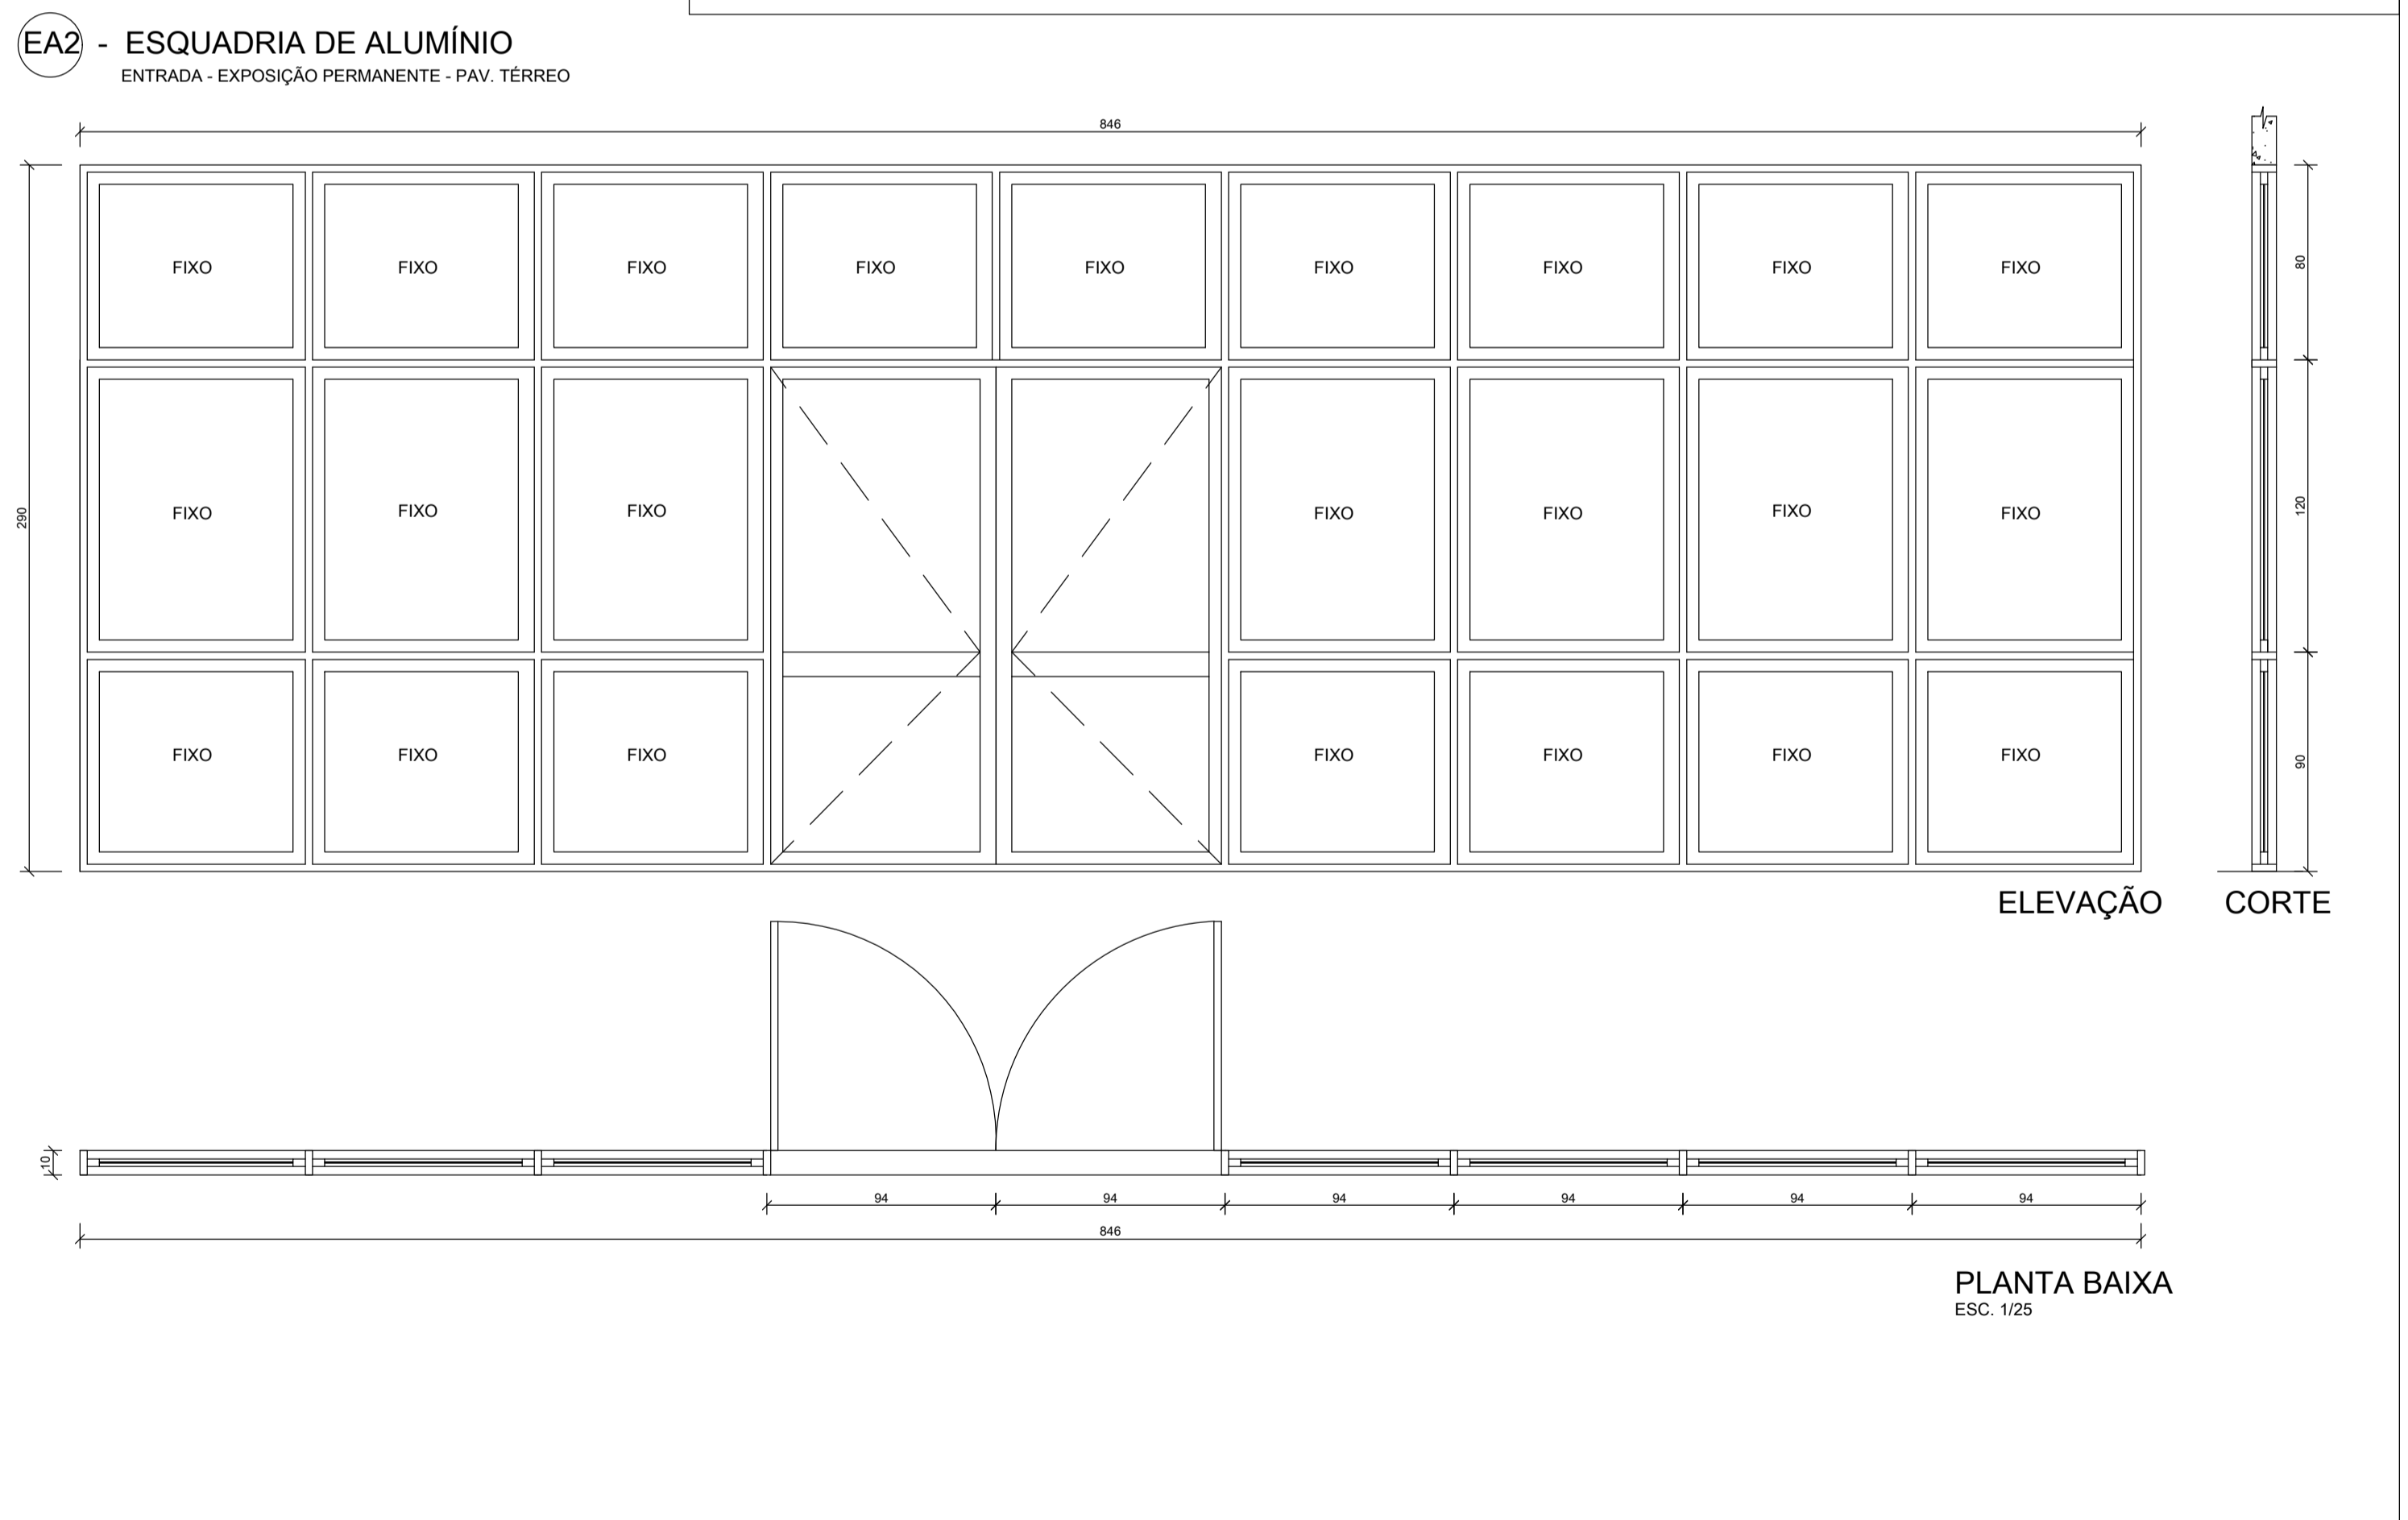 EA2 - ESQUADRIA DE ALUMÍNIO
ENTRADA - EXPOSIÇÃO PERMANENTE - PAV. TÉRREO
846
FIXO FIXO FIXO FIXO FIXO FIXO FIXO FIXO FIXO
80
290
FIXO FIXO FIXO FIXO FIXO FIXO FIXO
120
FIXO FIXO FIXO FIXO FIXO FIXO FIXO
90
ELEVAÇÃO
CORTE
10
94 94 94 94 94 94
846
PLANTA BAIXA
ESC. 1/25